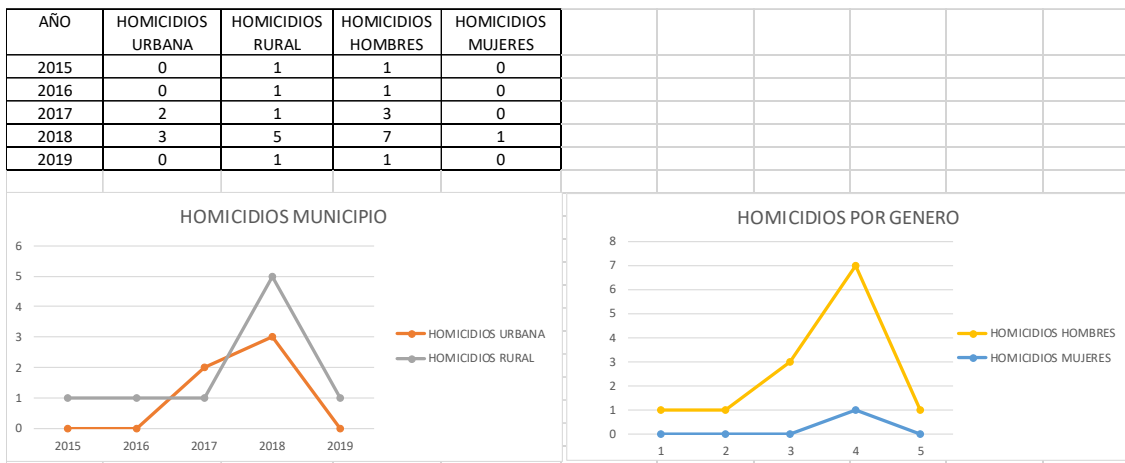 AÑO HOMICIDIOS URBANA HOMICIDIOS RURAL HOMICIDIOS HOMBRES HOMICIDIOS MUJERES
2015 0 1 1 0
2016 0 1 1 0
2017 2 1 3 0
2018 3 5 7 1
2019 0 1 1 0
HOMICIDIOS MUNICIPIO
6
5
4
3
2
1
0
2015 2016 2017 2018 2019
HOMICIDIOS URBANA
HOMICIDIOS RURAL
HOMICIDIOS POR GENERO
8
7
6
5
4
3
2
1
0
1 2 3 4 5
HOMICIDIOS HOMBRES
HOMICIDIOS MUJERES